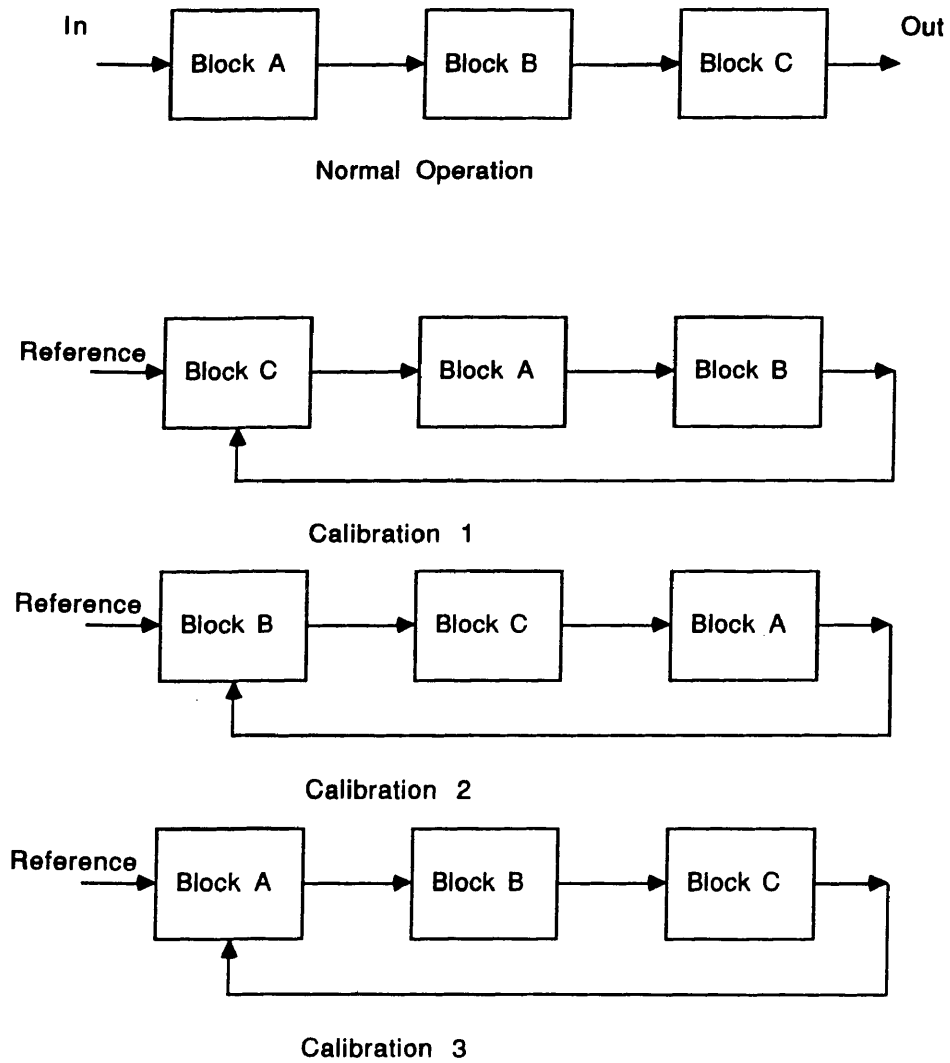 In
Out
Block A
Block B
Block C
Normal Operation
Reference
Block C
Block A
Block B
Calibration 1
Reference
Block B
Block C
Block A
Calibration 2
Reference
Block A
Block B
Block C
Calibration 3